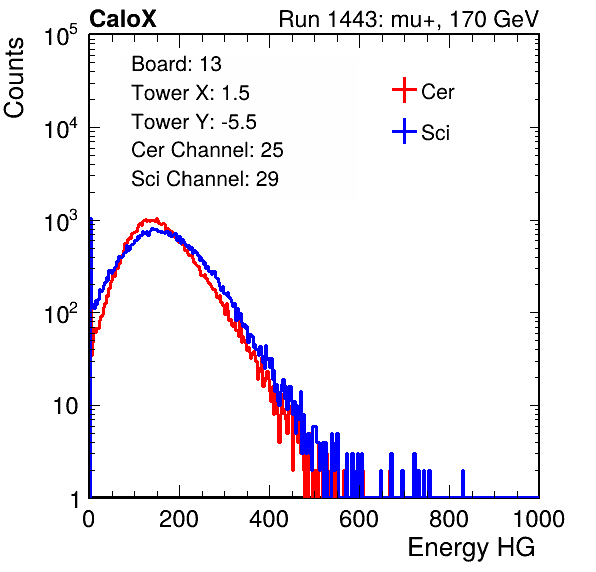 CaloX Run 1443: mu+, 170 GeV
Counts
Board: 13
Tower X: 1.5
Tower Y: -5.5
Cer Channel: 25
Sci Channel: 29
Cer
Sci
10^5
10^4
10^3
10^2
10
1
0 200 400 600 800 1000
Energy HG